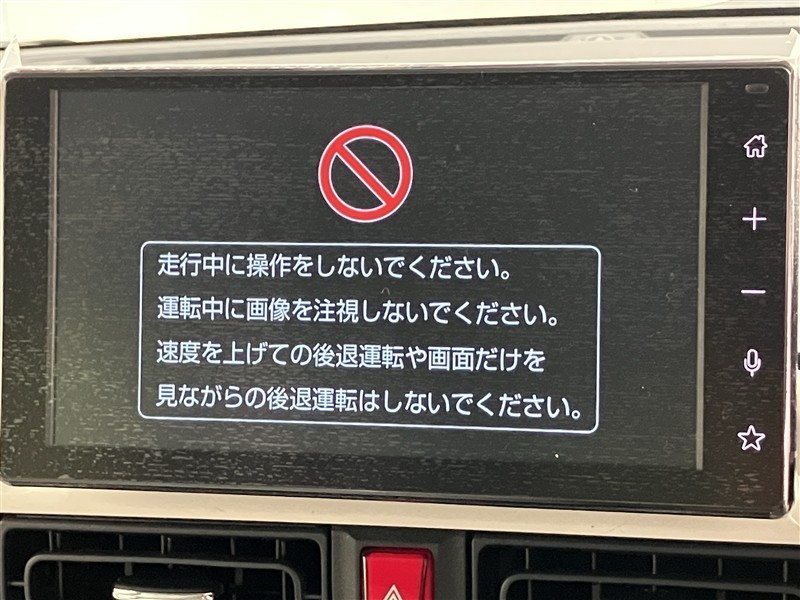 走行中に操作をしないでください。
運転中に画像を注視しないでください。
速度を上げての後退運転や画面だけを
見ながらの後退運転はしないでください。